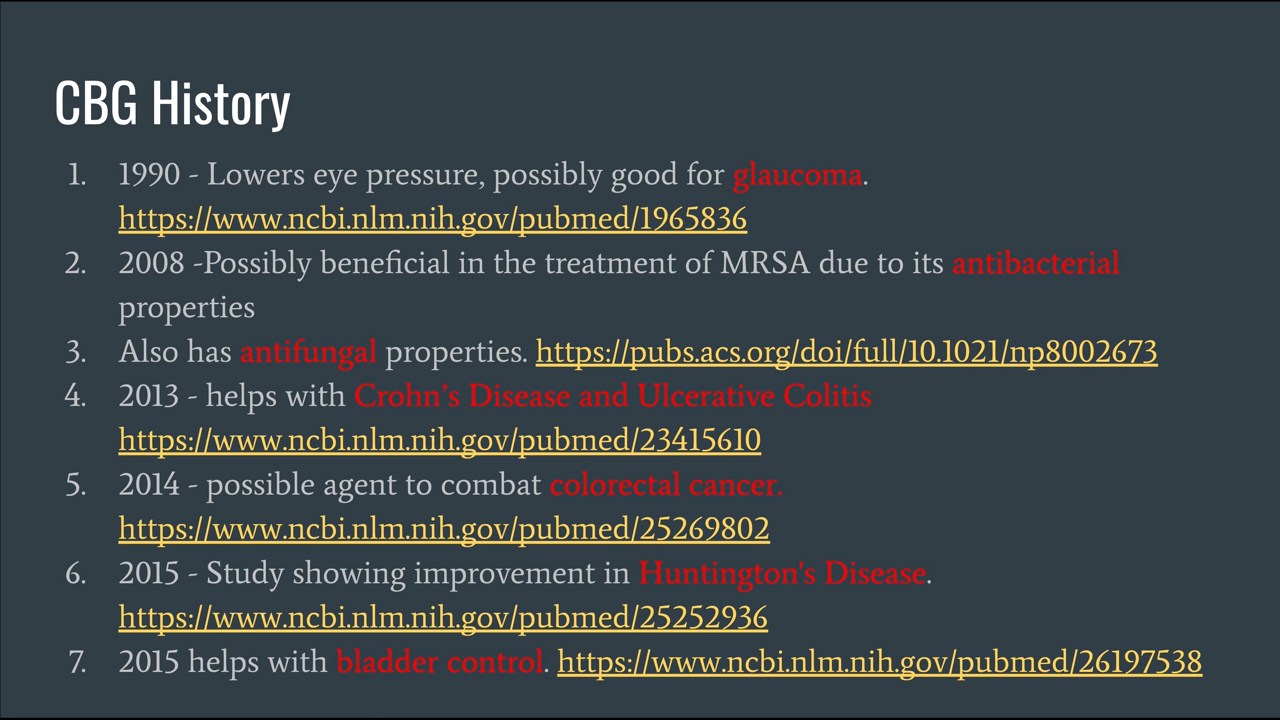 CBG History
1. 1990 - Lowers eye pressure, possibly good for glaucoma.
https://www.ncbi.nlm.nih.gov/pubmed/1965836
2. 2008 -Possibly beneficial in the treatment of MRSA due to its antibacterial
properties
3. Also has antifungal properties. https://pubs.acs.org/doi/full/10.1021/np8002673
4. 2013 - helps with Crohn's Disease and Ulcerative Colitis
https://www.ncbi.nlm.nih.gov/pubmed/23415610
5. 2014 - possible agent to combat colorectal cancer.
https://www.ncbi.nlm.nih.gov/pubmed/25269802
6. 2015 - Study showing improvement in Huntington's Disease.
https://www.ncbi.nlm.nih.gov/pubmed/25252936
7. 2015 helps with bladder control. https://www.ncbi.nlm.nih.gov/pubmed/26197538